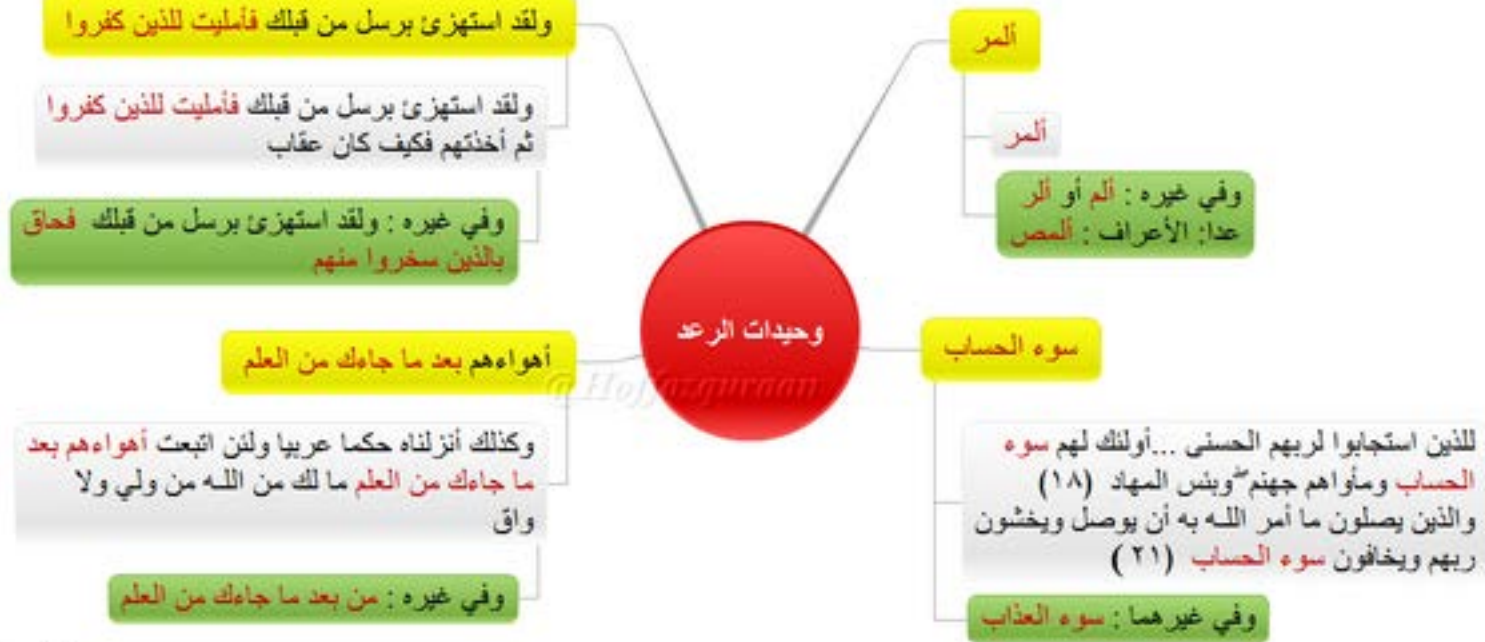 وحيدات الرعد
ألمر
ألمر
وفي غيره : ألم أو ألر
عدا: الأعراف : ألمص
سوء الحساب
للذين استجابوا لربهم الحسنى ...أولئك لهم سوء
الحساب ومأواهم جهنم ۖ وبئس المهاد (١٨)
والذين يصلون ما أمر اللـه به أن يوصل ويخشون
ربهم ويخافون سوء الحساب (٢١)
وفي غيرهما : سوء العذاب
ولقد استهزئ برسل من قبلك فأمليت للذين كفروا
ولقد استهزئ برسل من قبلك فأمليت للذين كفروا
ثم أخذتهم فكيف كان عقاب
وفي غيره : ولقد استهزئ برسل من قبلك فحاق
بالذين سخروا منهم
أهواءهم بعد ما جاءك من العلم
وكذلك أنزلناه حكما عربيا ولئن اتبعت أهواءهم بعد
ما جاءك من العلم ما لك من اللـه من ولي ولا
واق
وفي غيره : من بعد ما جاءك من العلم
@Hoffazquraan